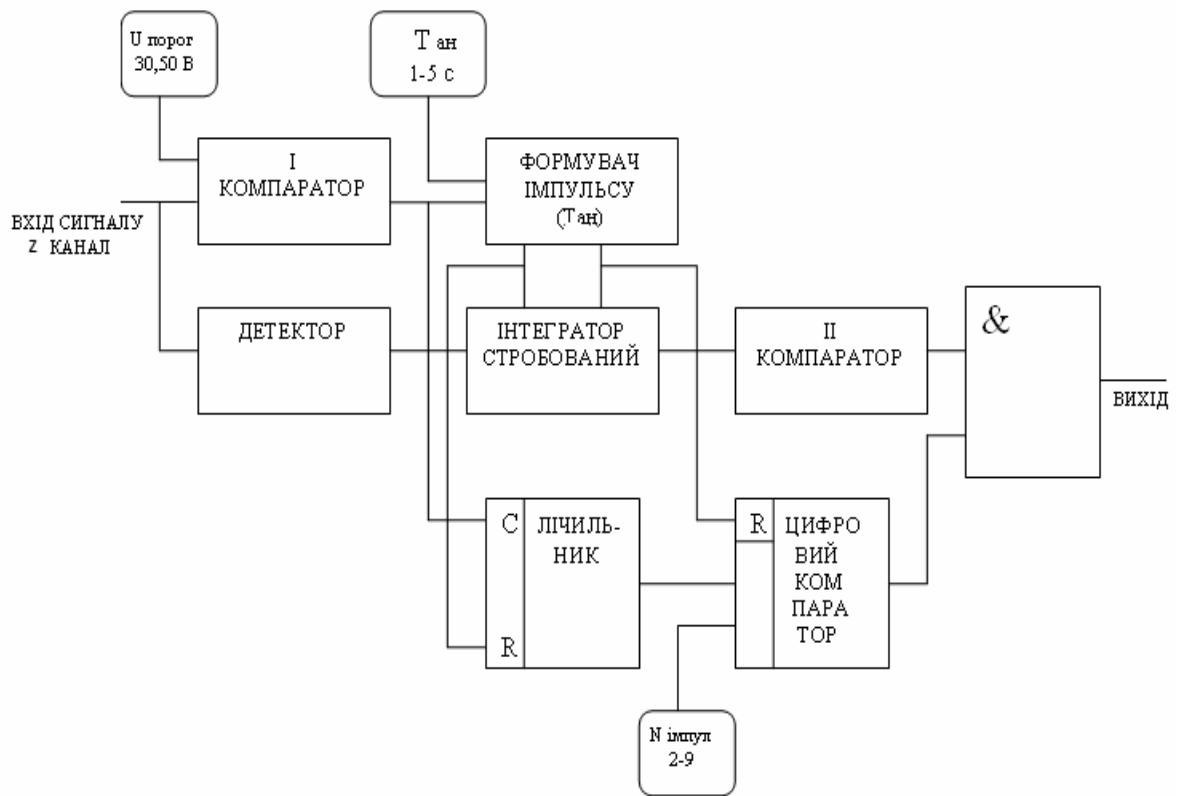 U порог
30,50 В
Т ан
1-5 с
І
КОМПАРАТОР
ФОРМУВАЧ
ІМПУЛЬСУ
(Тан)
ВХІД СИГНАЛУ
Z КАНАЛ
ДЕТЕКТОР
ІНТЕГРАТОР
СТРОБОВАНИЙ
ІІ
КОМПАРАТОР
&
ВИХІД
С
ЛІЧИЛЬ-
НИК
R
R
ЦИФРО
ВИЙ
КОМ
ПАРА
ТОР
N імпул
2-9